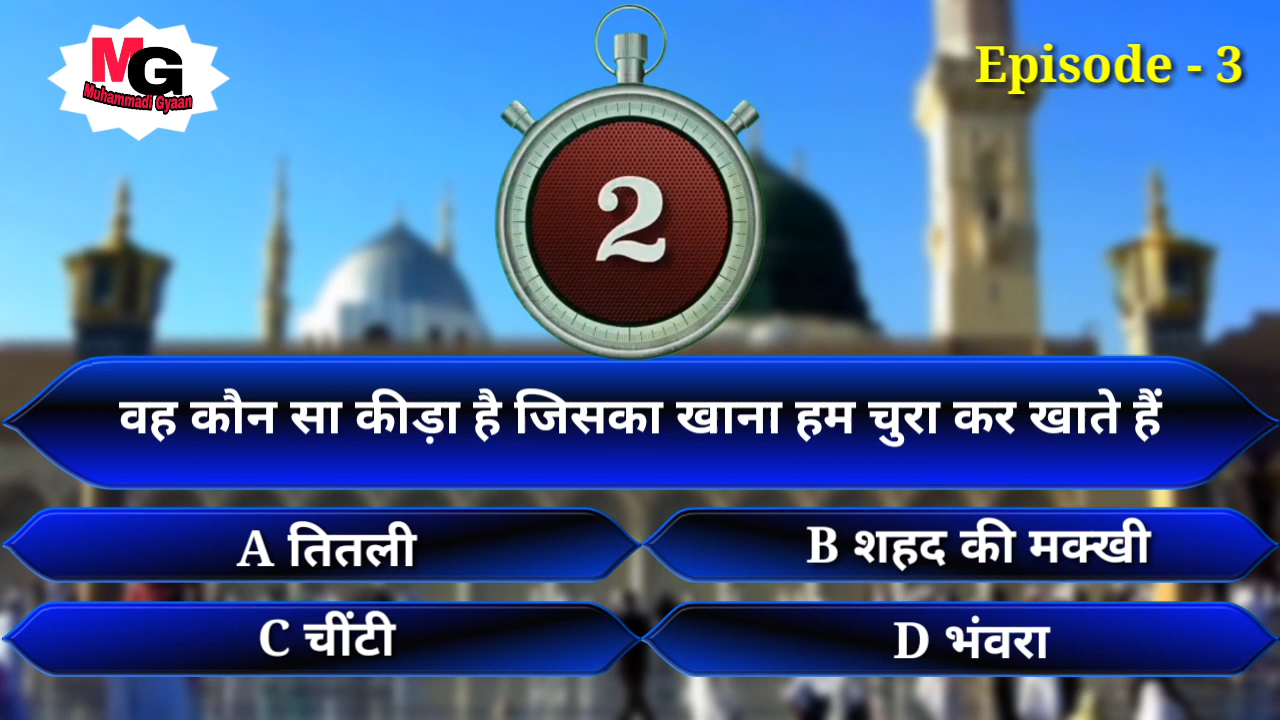 MG
Muhammadi Gyaan
Episode - 3
2
वह कौन सा कीड़ा है जिसका खाना हम चुरा कर खाते हैं
A तितली
B शहद की मक्खी
C चींटी
D भंवरा